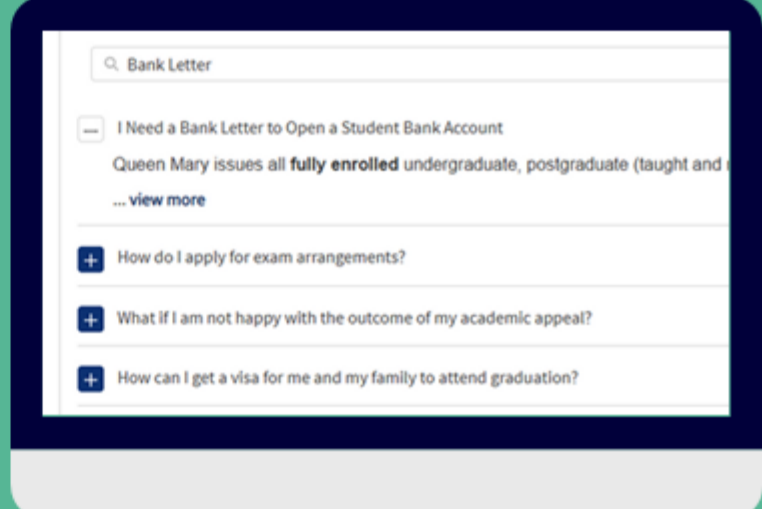 Bank Letter
I Need a Bank Letter to Open a Student Bank Account
Queen Mary issues all fully enrolled undergraduate, postgraduate (taught and
... view more
How do I apply for exam arrangements?
What if I am not happy with the outcome of my academic appeal?
How can I get a visa for me and my family to attend graduation?